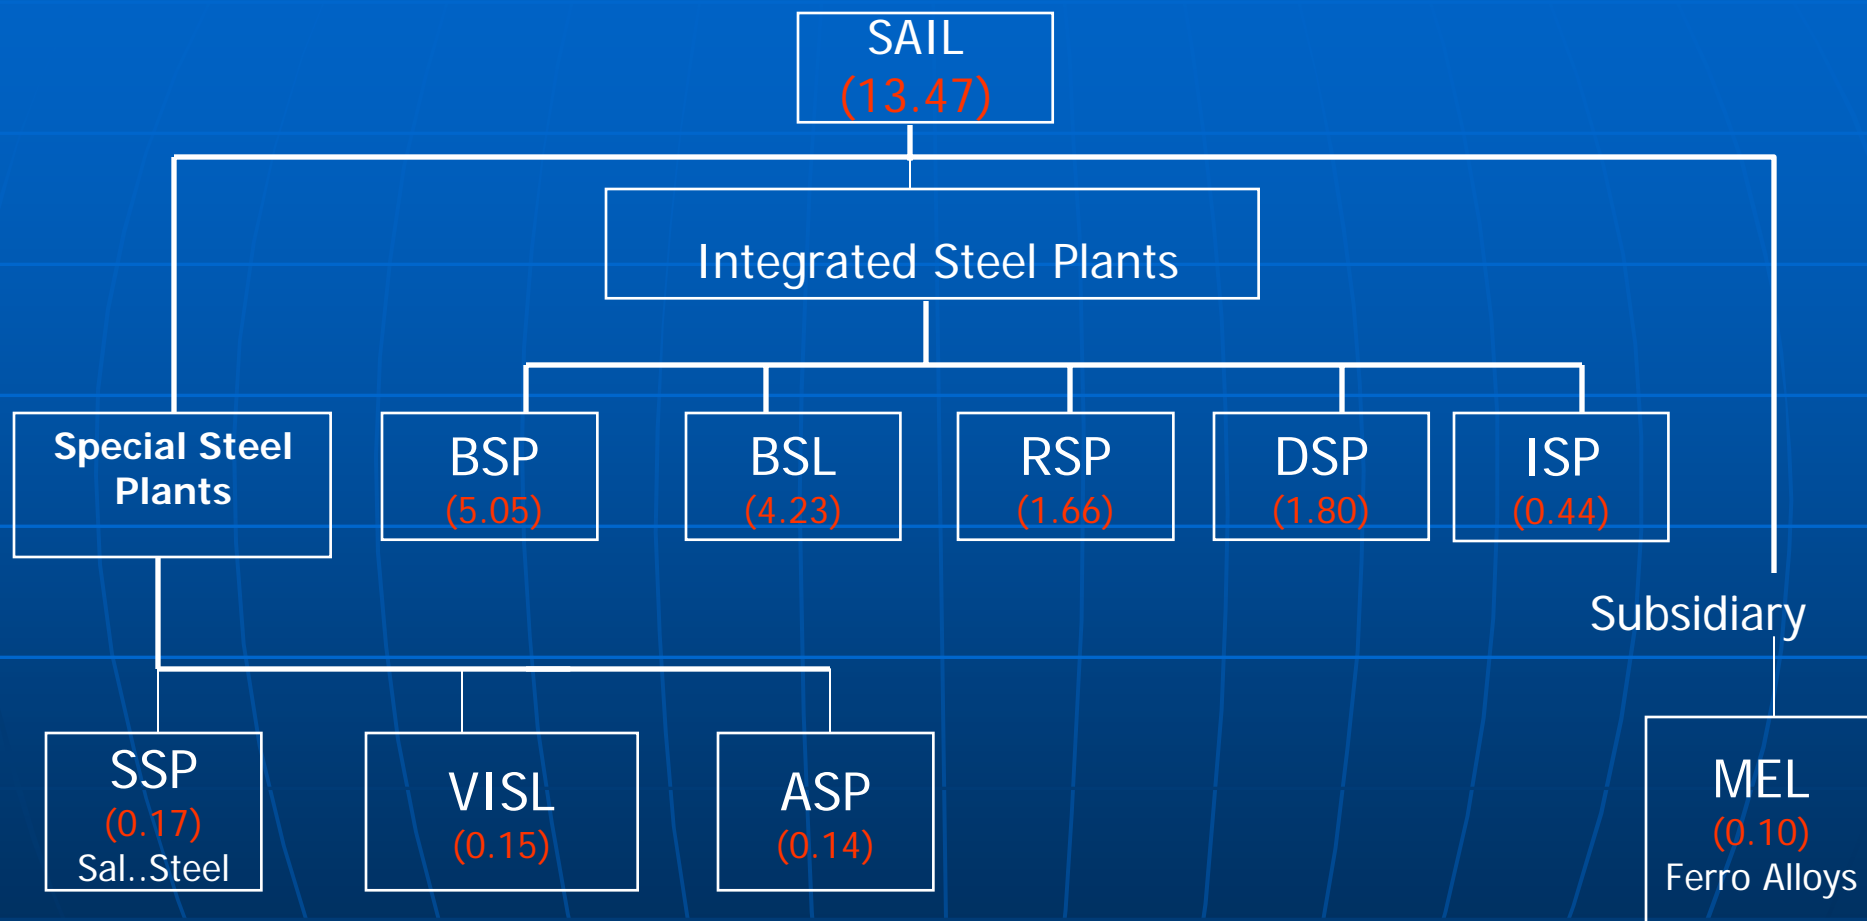 SAIL
(13.47)
Integrated Steel Plants
Special Steel
Plants
BSP
(5.05)
BSL
(4.23)
RSP
(1.66)
DSP
(1.80)
ISP
(0.44)
Subsidiary
SSP
(0.17)
Sal..Steel
VISL
(0.15)
ASP
(0.14)
MEL
(0.10)
Ferro Alloys